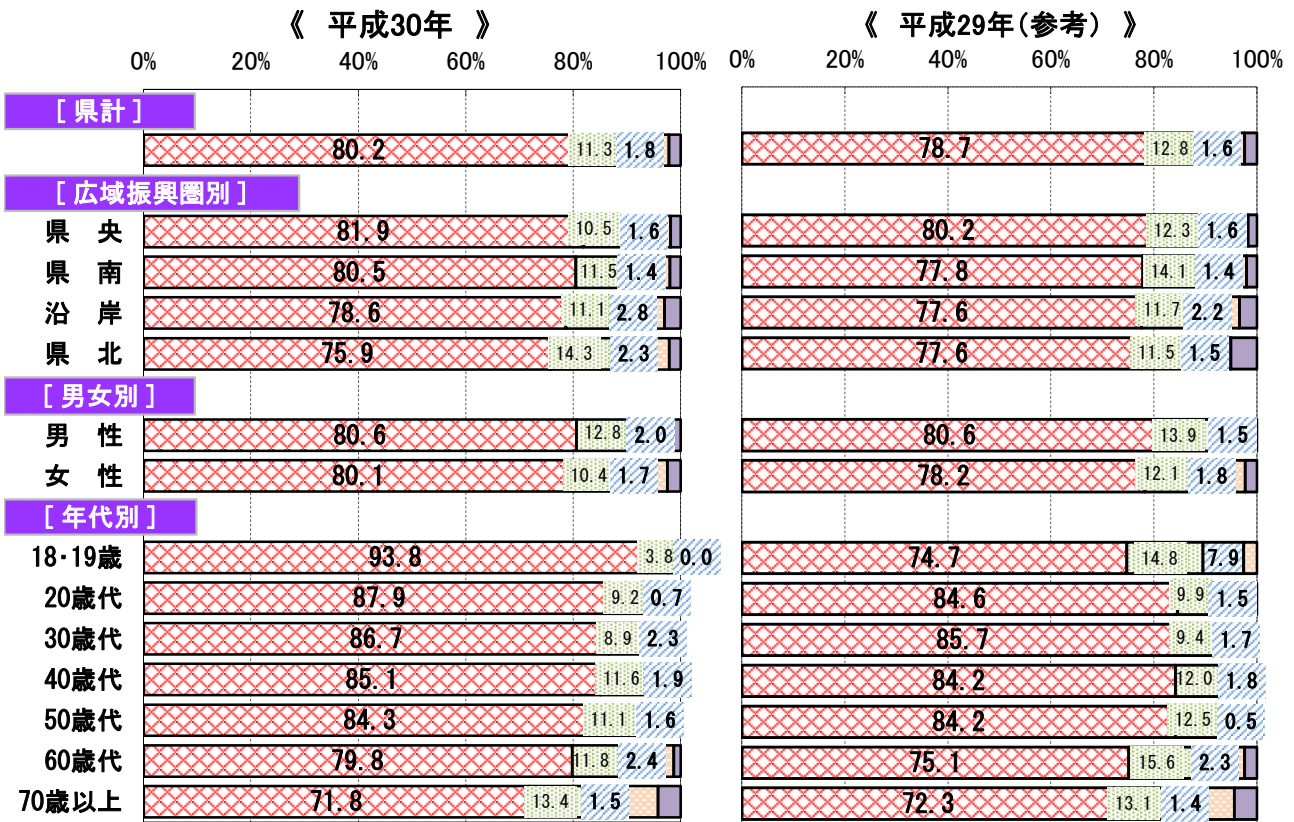 《 平成30年 》 《 平成29年(参考) 》
0% 20% 40% 60% 80% 100% 0% 20% 40% 60% 80% 100%
[ 県計 ]
80.2 11.3 1.8 78.7 12.8 1.6
[ 広域振興圏別 ]
県 央 81.9 10.5 1.6 80.2 12.3 1.6
県 南 80.5 11.5 1.4 77.8 14.1 1.4
沿 岸 78.6 11.1 2.8 77.6 11.7 2.2
県 北 75.9 14.3 2.3 77.6 11.5 1.5
[ 男女別 ]
男 性 80.6 12.8 2.0 80.6 13.9 1.5
女 性 80.1 10.4 1.7 78.2 12.1 1.8
[ 年代別 ]
18・19歳 93.8 3.8 0.0 74.7 14.8 7.9
20歳代 87.9 9.2 0.7 84.6 9.9 1.5
30歳代 86.7 8.9 2.3 85.7 9.4 1.7
40歳代 85.1 11.6 1.9 84.2 12.0 1.8
50歳代 84.3 11.1 1.6 84.2 12.5 0.5
60歳代 79.8 11.8 2.4 75.1 15.6 2.3
70歳以上 71.8 13.4 1.5 72.3 13.1 1.4